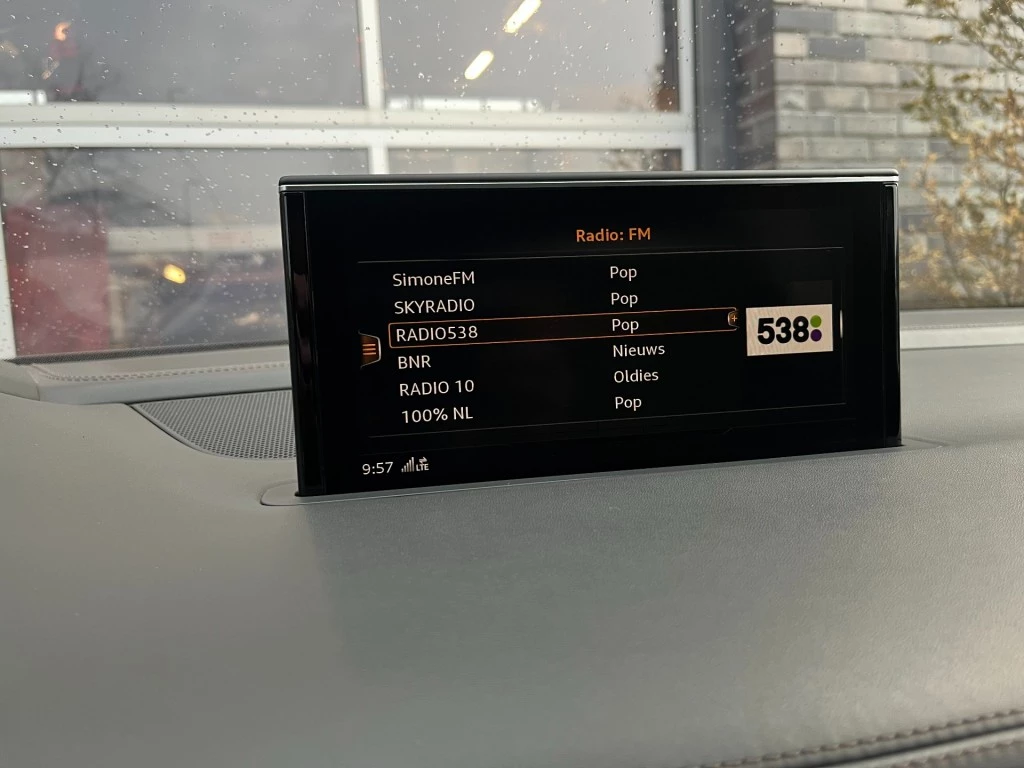 Radio: FM
SimoneFM Pop
SKYRADIO Pop
RADIO538 Pop
538
BNR Nieuws
RADIO 10 Oldies
100% NL Pop
9:57 LTE